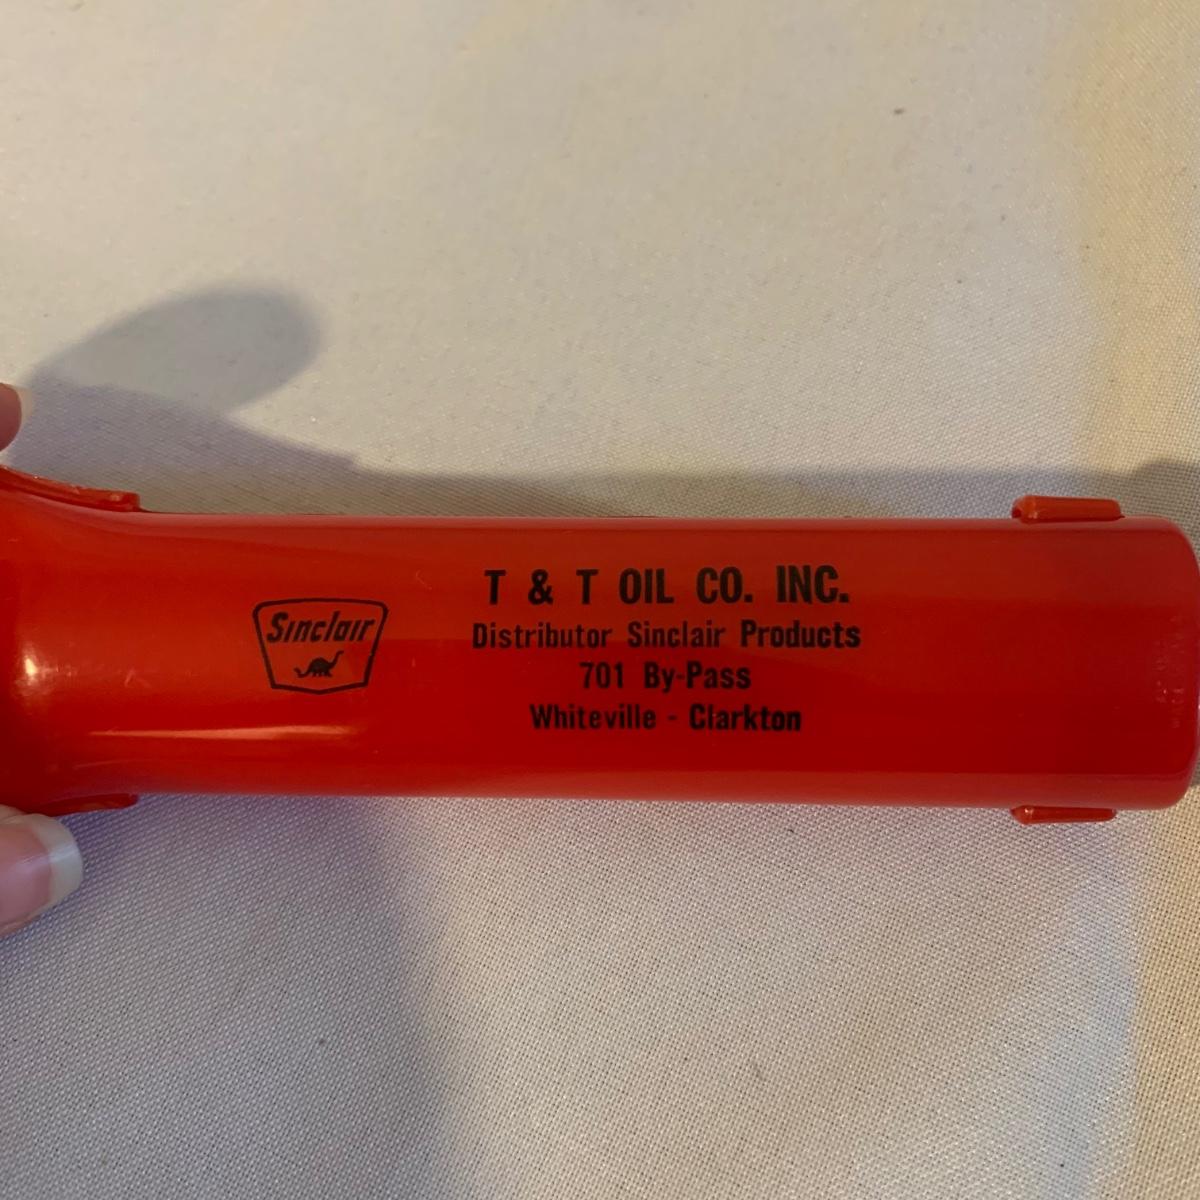 Sinclair
T & T OIL CO. INC.
Distributor Sinclair Products
701 By-Pass
Whiteville - Clarkton